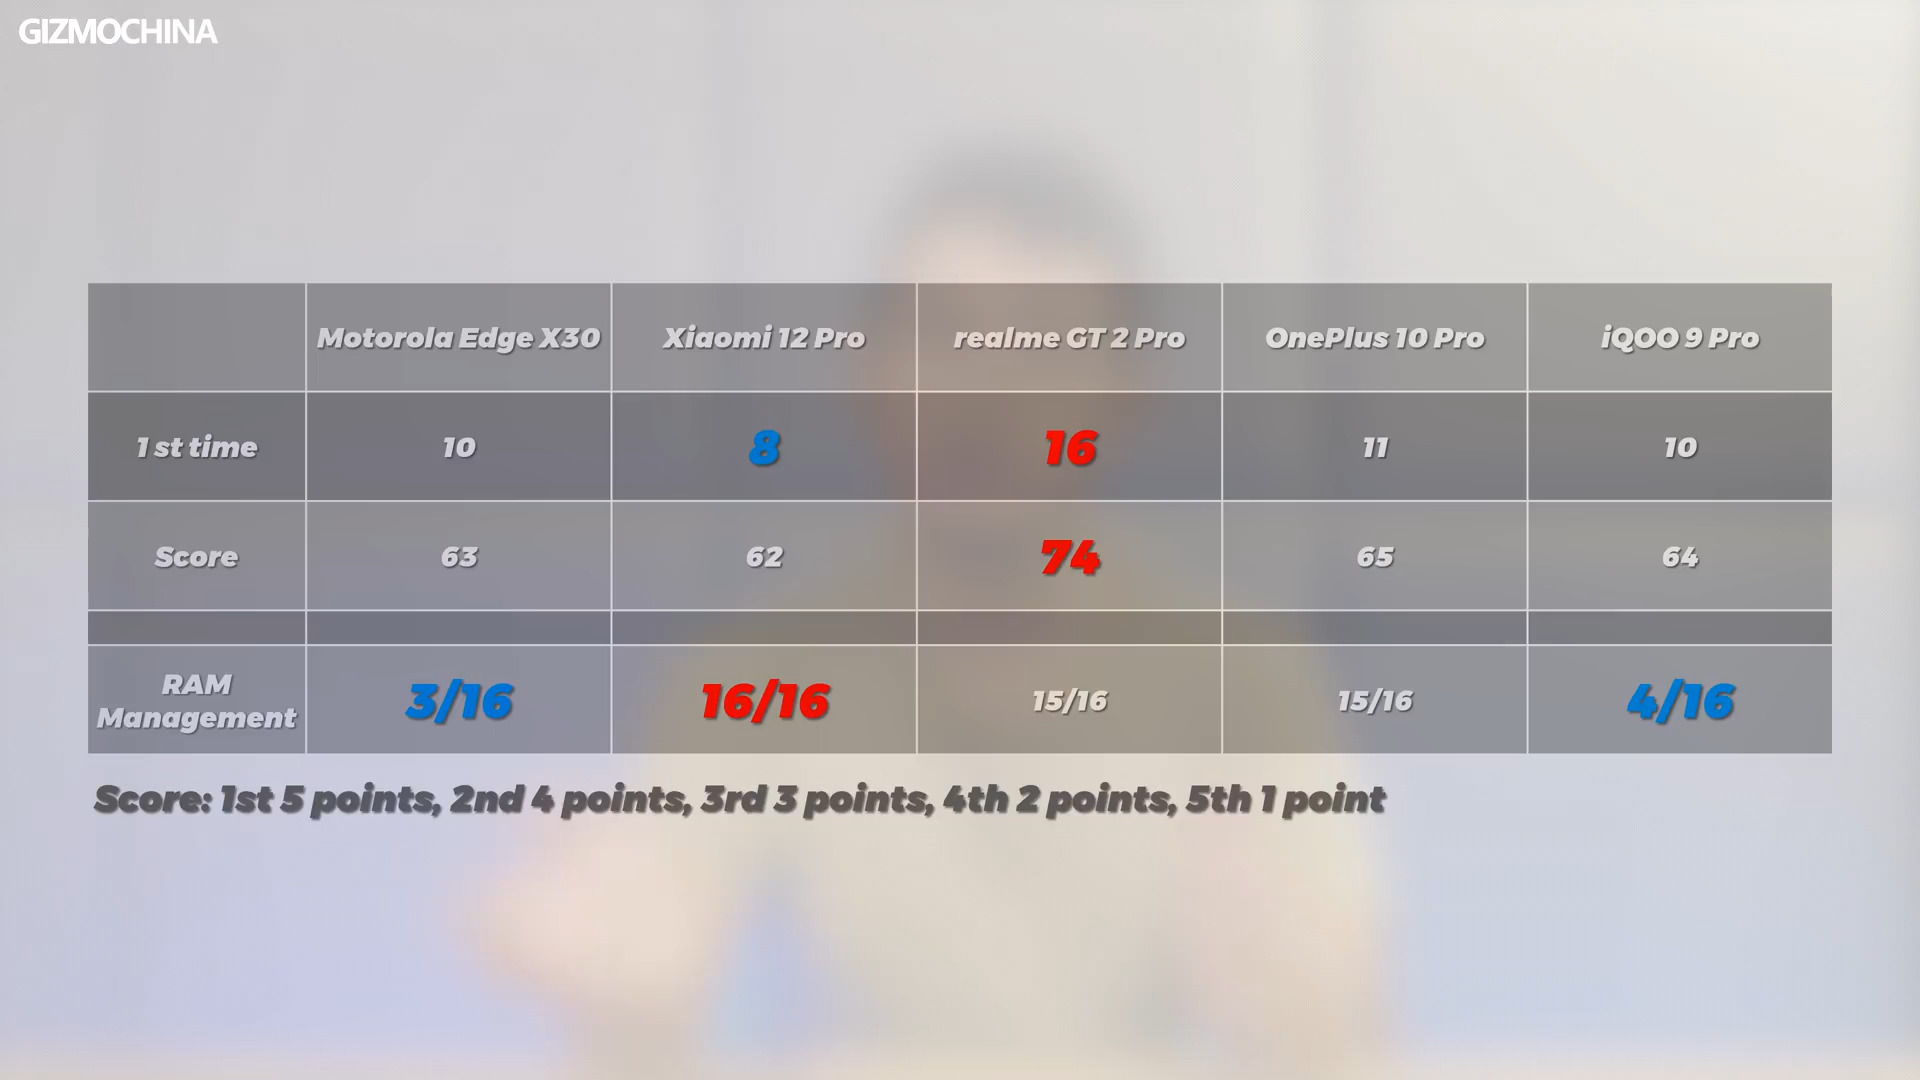 GIZMOCHINA
Motorola Edge X30 Xiaomi 12 Pro realme GT 2 Pro OnePlus 10 Pro iQOO 9 Pro
1 st time 10 8 16 11 10
Score 63 62 74 65 64
RAM Management 3/16 16/16 15/16 15/16 4/16
Score: 1st 5 points, 2nd 4 points, 3rd 3 points, 4th 2 points, 5th 1 point